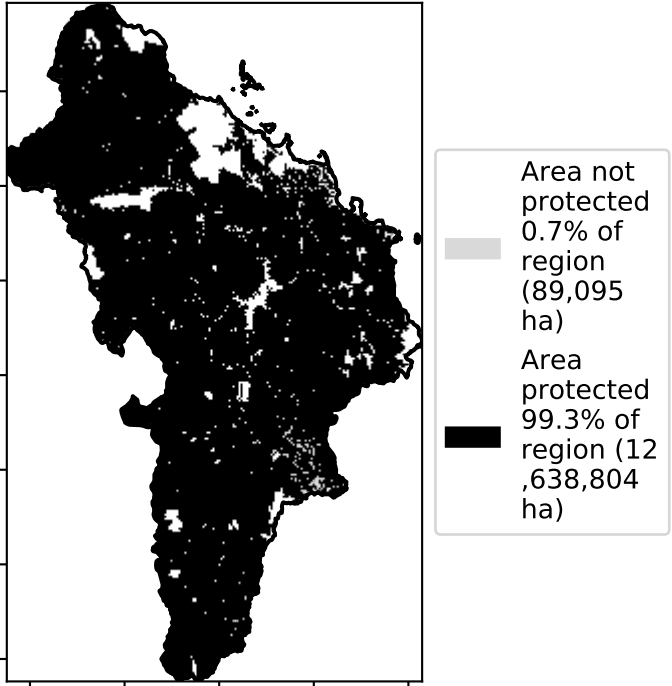 Area not
protected
0.7% of
region
(89,095
ha)
Area
protected
99.3% of
region (12
,638,804
ha)